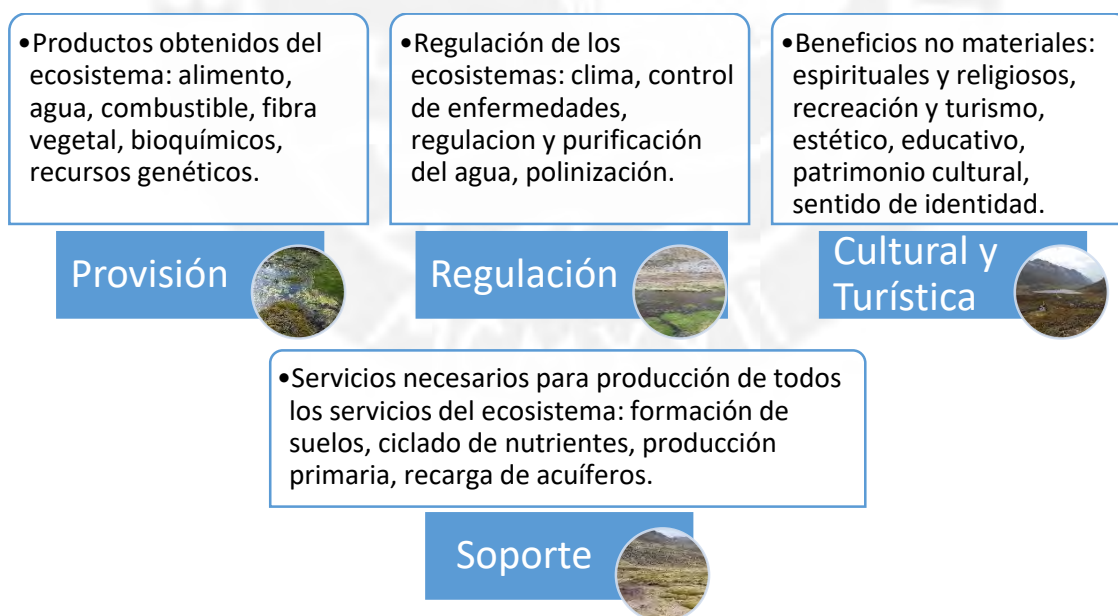 •Productos obtenidos del
ecosistema: alimento,
agua, combustible, fibra
vegetal, bioquímicos,
recursos genéticos.
Provisión
•Regulación de los
ecosistemas: clima, control
de enfermedades,
regulacion y purificación
del agua, polinización.
Regulación
•Beneficios no materiales:
espirituales y religiosos,
recreación y turismo,
estético, educativo,
patrimonio cultural,
sentido de identidad.
Cultural y
Turística
•Servicios necesarios para producción de todos
los servicios del ecosistema: formación de
suelos, ciclado de nutrientes, producción
primaria, recarga de acuíferos.
Soporte